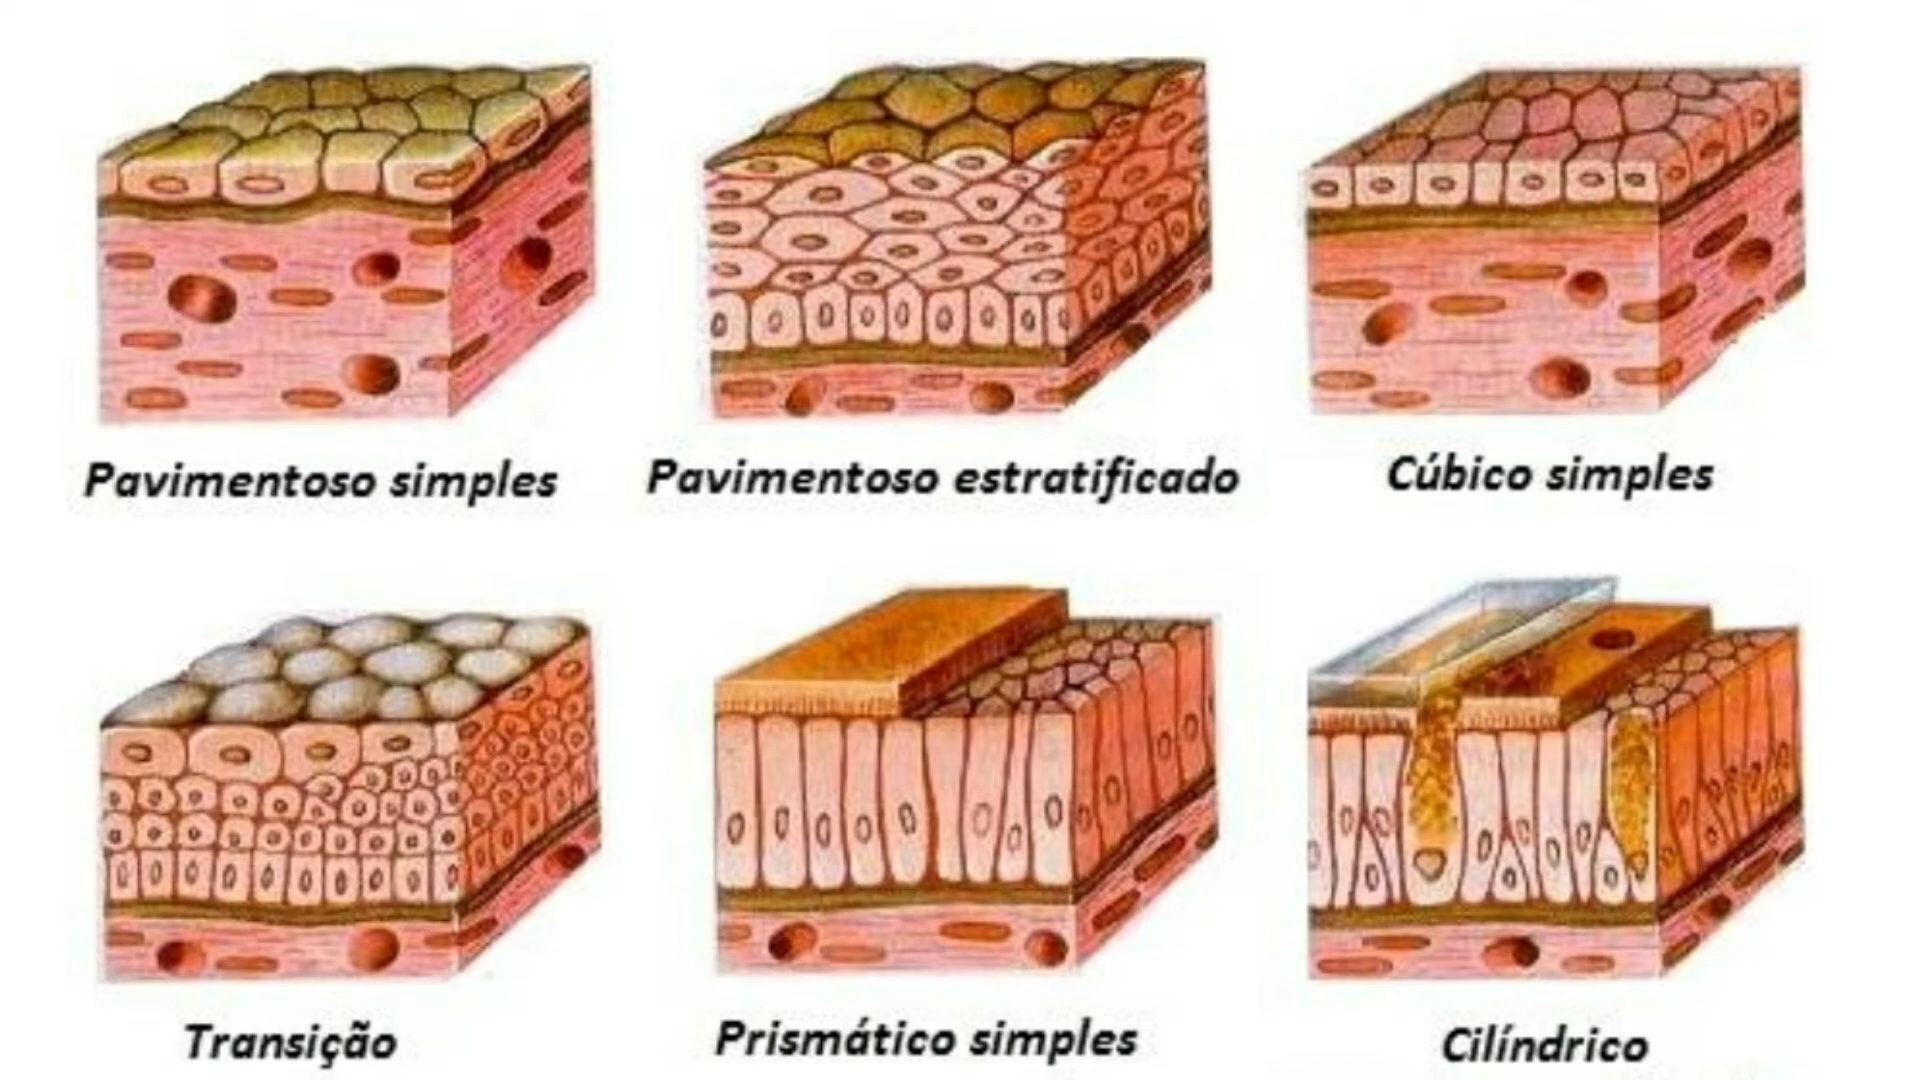 Pavimentoso simples
Pavimentoso estratificado
Cúbico simples
Transição
Prismático simples
Cilíndrico